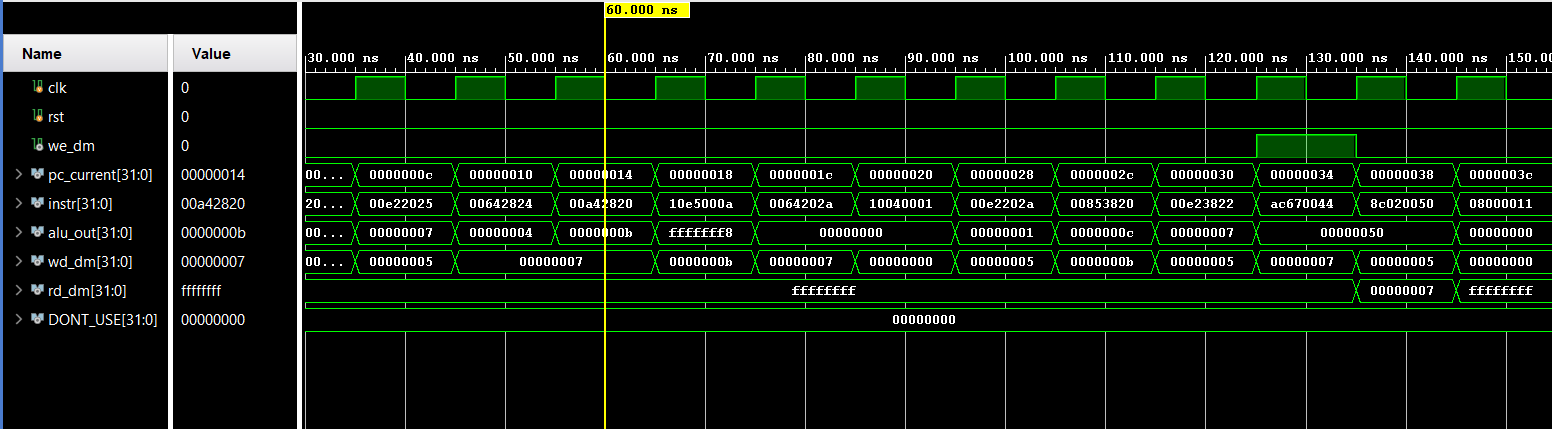 60.000 ns
Name Value
30.000 ns 40.000 ns 50.000 ns 60.000 ns 70.000 ns 80.000 ns 90.000 ns 100.000 ns 110.000 ns 120.000 ns 130.000 ns 140.000 ns 150.00
clk 0
rst 0
we_dm 0
pc_current[31:0] 00000014 00... 0000000c 00000010 00000014 00000018 0000001c 00000020 00000028 0000002c 00000030 00000034 00000038 0000003c
instr[31:0] 00a42820 20... 00e22025 00642824 00a42820 10e5000a 0064202a 10040001 00e2202a 00853820 00e23822 ac670044 8c020050 08000011
alu_out[31:0] 0000000b 00... 00000007 00000004 0000000b fffffff8 00000000 00000001 0000000c 00000007 00000050 00000000
wd_dm[31:0] 00000007 00... 00000005 00000007 0000000b 00000007 00000000 00000005 0000000b 00000005 00000007 00000005 00000000
rd_dm[31:0] ffffffff ffffffff 00000007 ffffffff
DONT_USE[31:0] 00000000 00000000